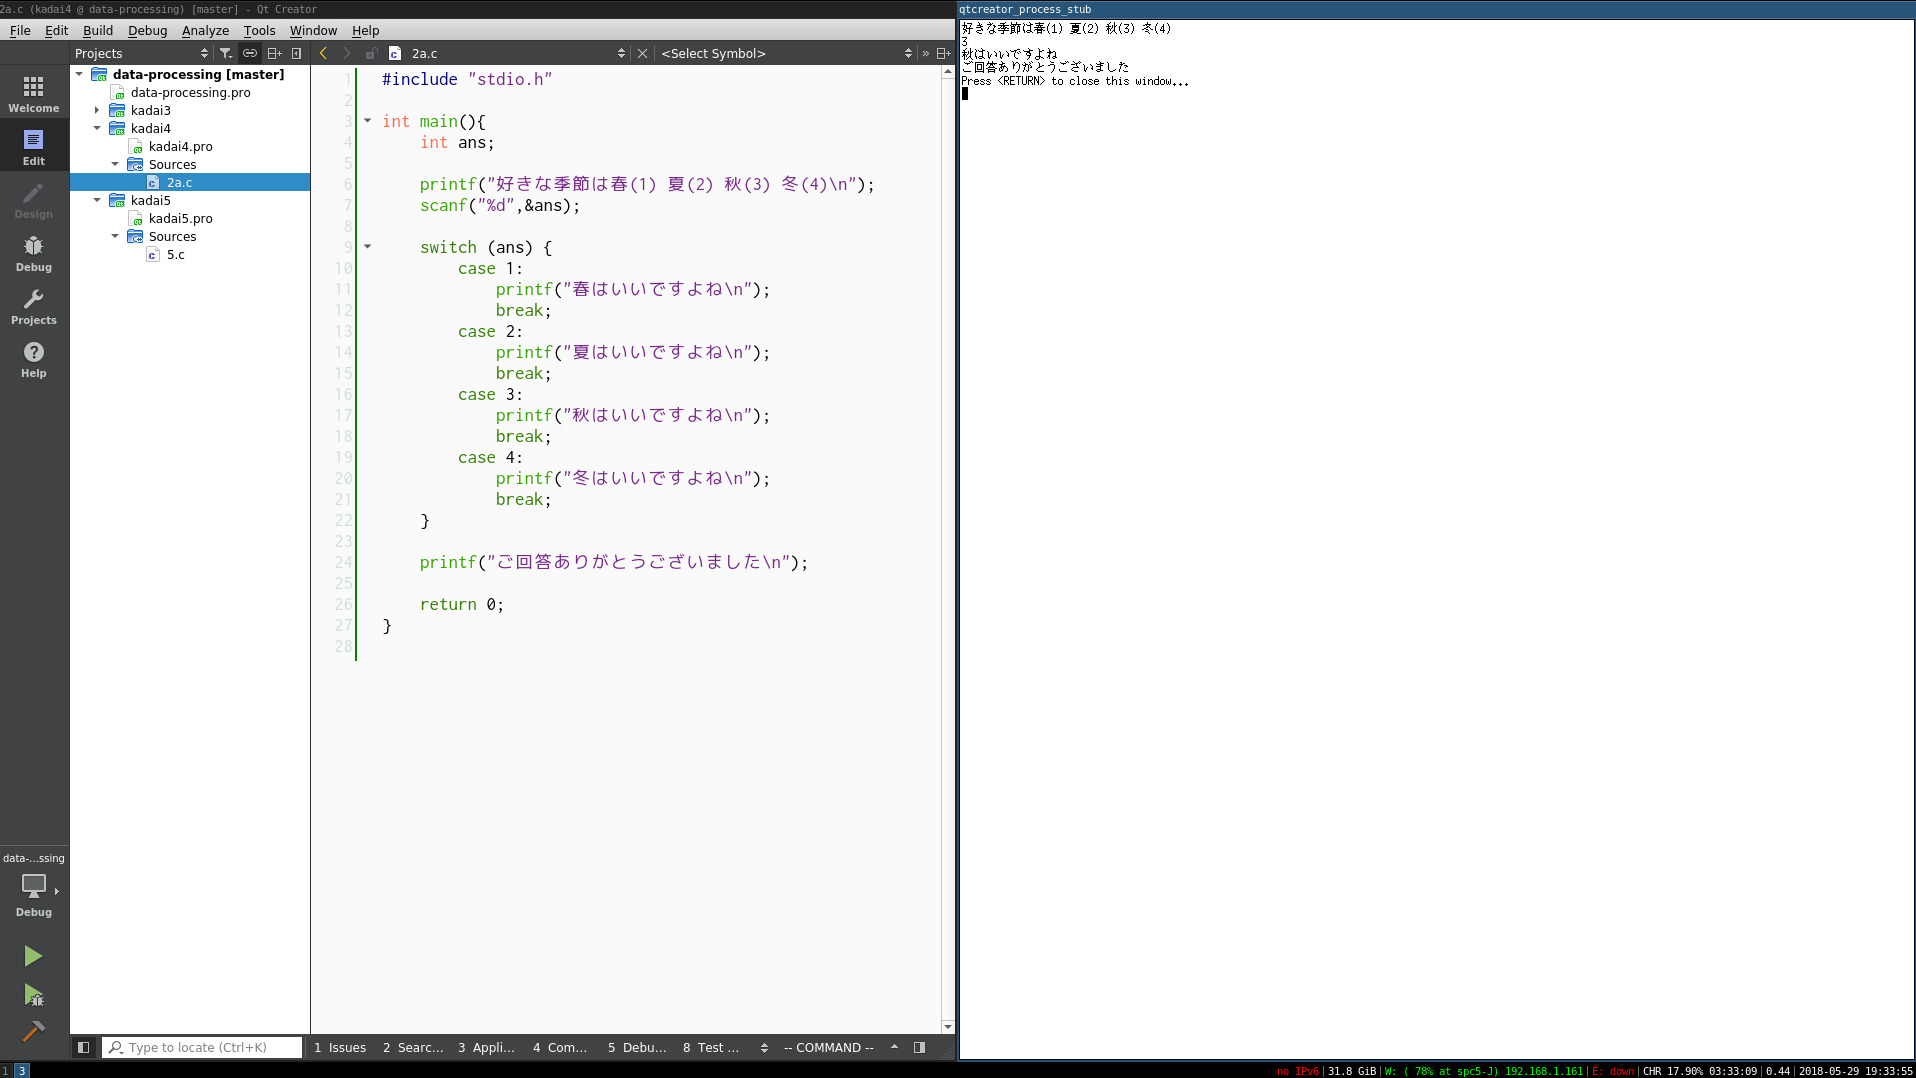 2a.c (kadai4 @ data-processing) [master] - Qt Creator
File Edit Build Debug Analyze Tools Window Help
Projects
2a.c
<Select Symbol>
Welcome
Edit
Design
Debug
Projects
Help
data-processing [master]
data-processing.pro
kadai3
kadai4
kadai4.pro
Sources
2a.c
kadai5
kadai5.pro
Sources
5.c
1 #include "stdio.h"
2
3 int main(){
4 int ans;
5
6 printf("好きな季節は春(1) 夏(2) 秋(3) 冬(4)\n");
7 scanf("%d",&ans);
8
9 switch (ans) {
10 case 1:
11 printf("春はいいですよね\n");
12 break;
13 case 2:
14 printf("夏はいいですよね\n");
15 break;
16 case 3:
17 printf("秋はいいですよね\n");
18 break;
19 case 4:
20 printf("冬はいいですよね\n");
21 break;
22 }
23
24 printf("ご回答ありがとうございました\n");
25
26 return 0;
27 }
28
data-...ssing
Debug
Type to locate (Ctrl+K)
1 Issues 2 Searc... 3 Appli... 4 Com... 5 Debu... 8 Test ... -- COMMAND --
qtcreator_process_stub
好きな季節は春(1) 夏(2) 秋(3) 冬(4)
3
秋はいいですよね
ご回答ありがとうございました
Press <RETURN> to close this window...
1 3
no IPv6|31.8 GiB|W: ( 78% at spc5-J) 192.168.1.161|E: down|CHR 17.90% 03:33:09|0.44|2018-05-29 19:33:55